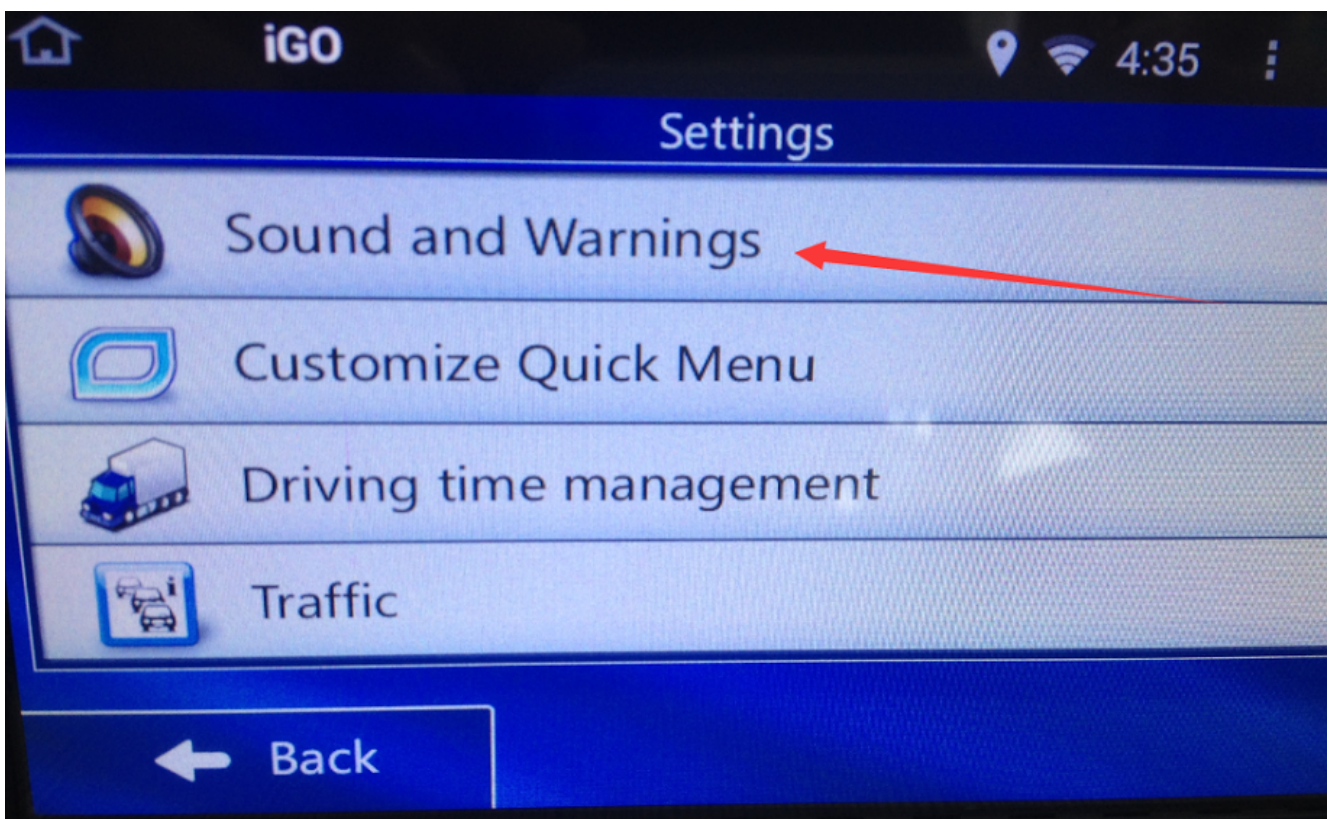 iGO 4:35
Settings
Sound and Warnings
Customize Quick Menu
Driving time management
i
Traffic
Back